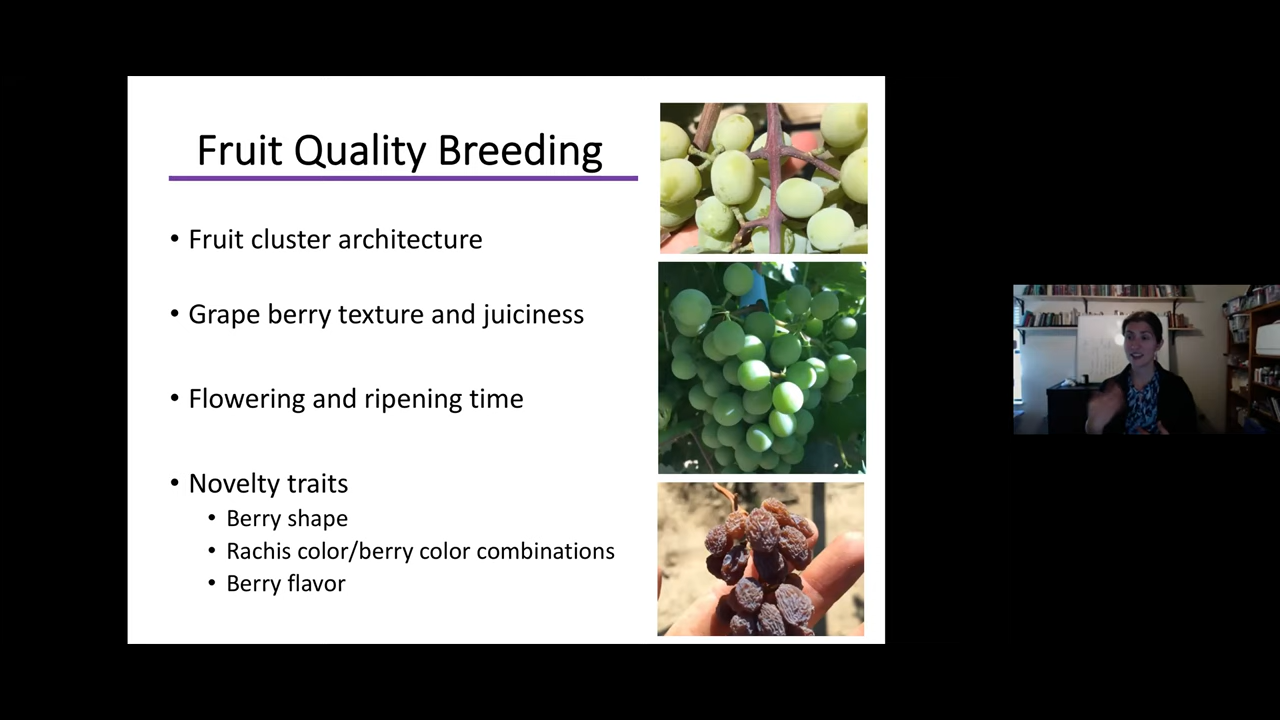 Fruit Quality Breeding
• Fruit cluster architecture
• Grape berry texture and juiciness
• Flowering and ripening time
• Novelty traits
• Berry shape
• Rachis color/berry color combinations
• Berry flavor